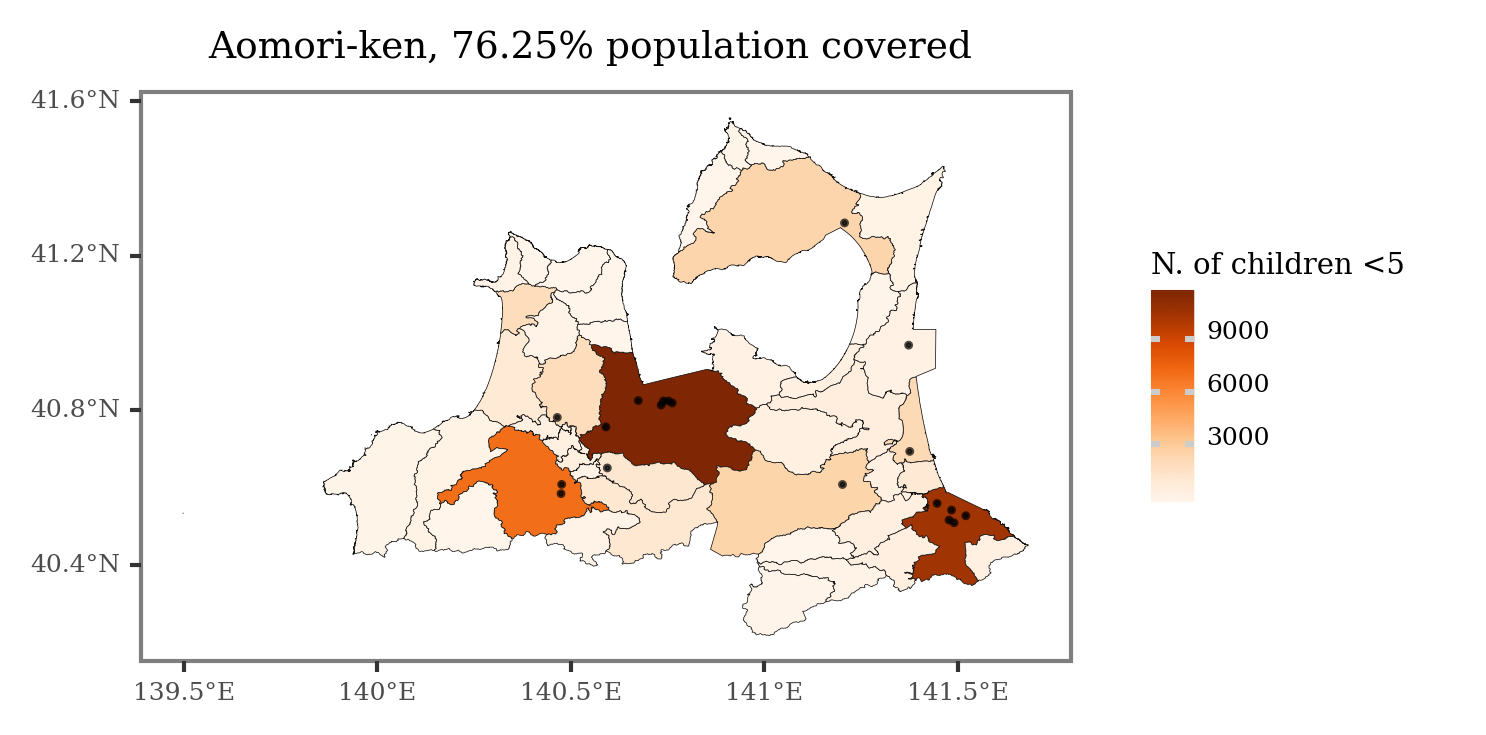 Aomori-ken, 76.25% population covered
41.6°N
41.2°N
40.8°N
40.4°N
139.5°E
140°E
140.5°E
141°E
141.5°E
N. of children <5
9000
6000
3000